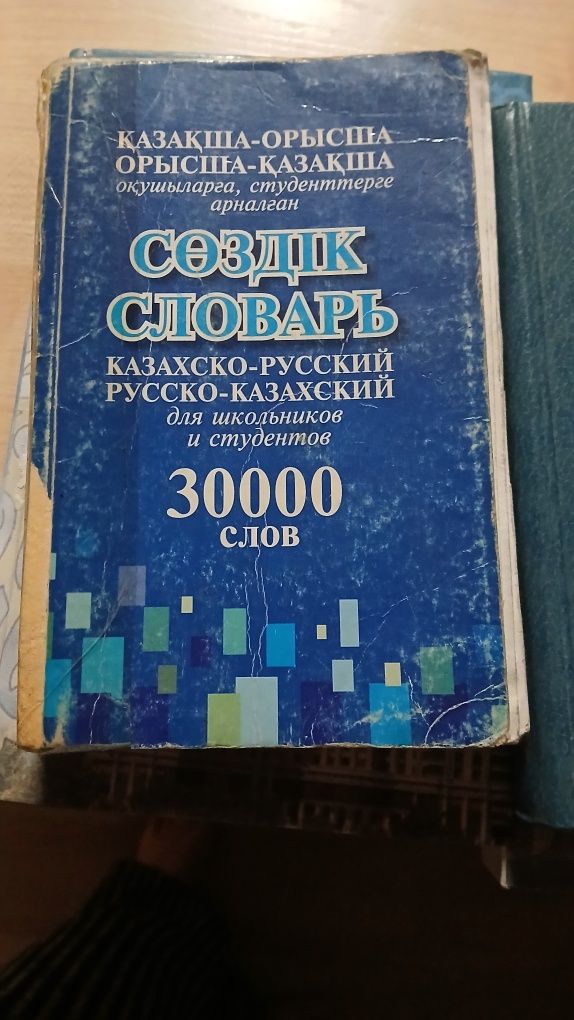 ҚАЗАҚША-ОРЫСША
ОРЫСША-ҚАЗАҚША
оқушыларға, студенттерге
арналған
СӨЗДІК
СЛОВАРЬ
КАЗАХСКО-РУССКИЙ
РУССКО-КАЗАХСКИЙ
для школьников
и студентов
30000
слов